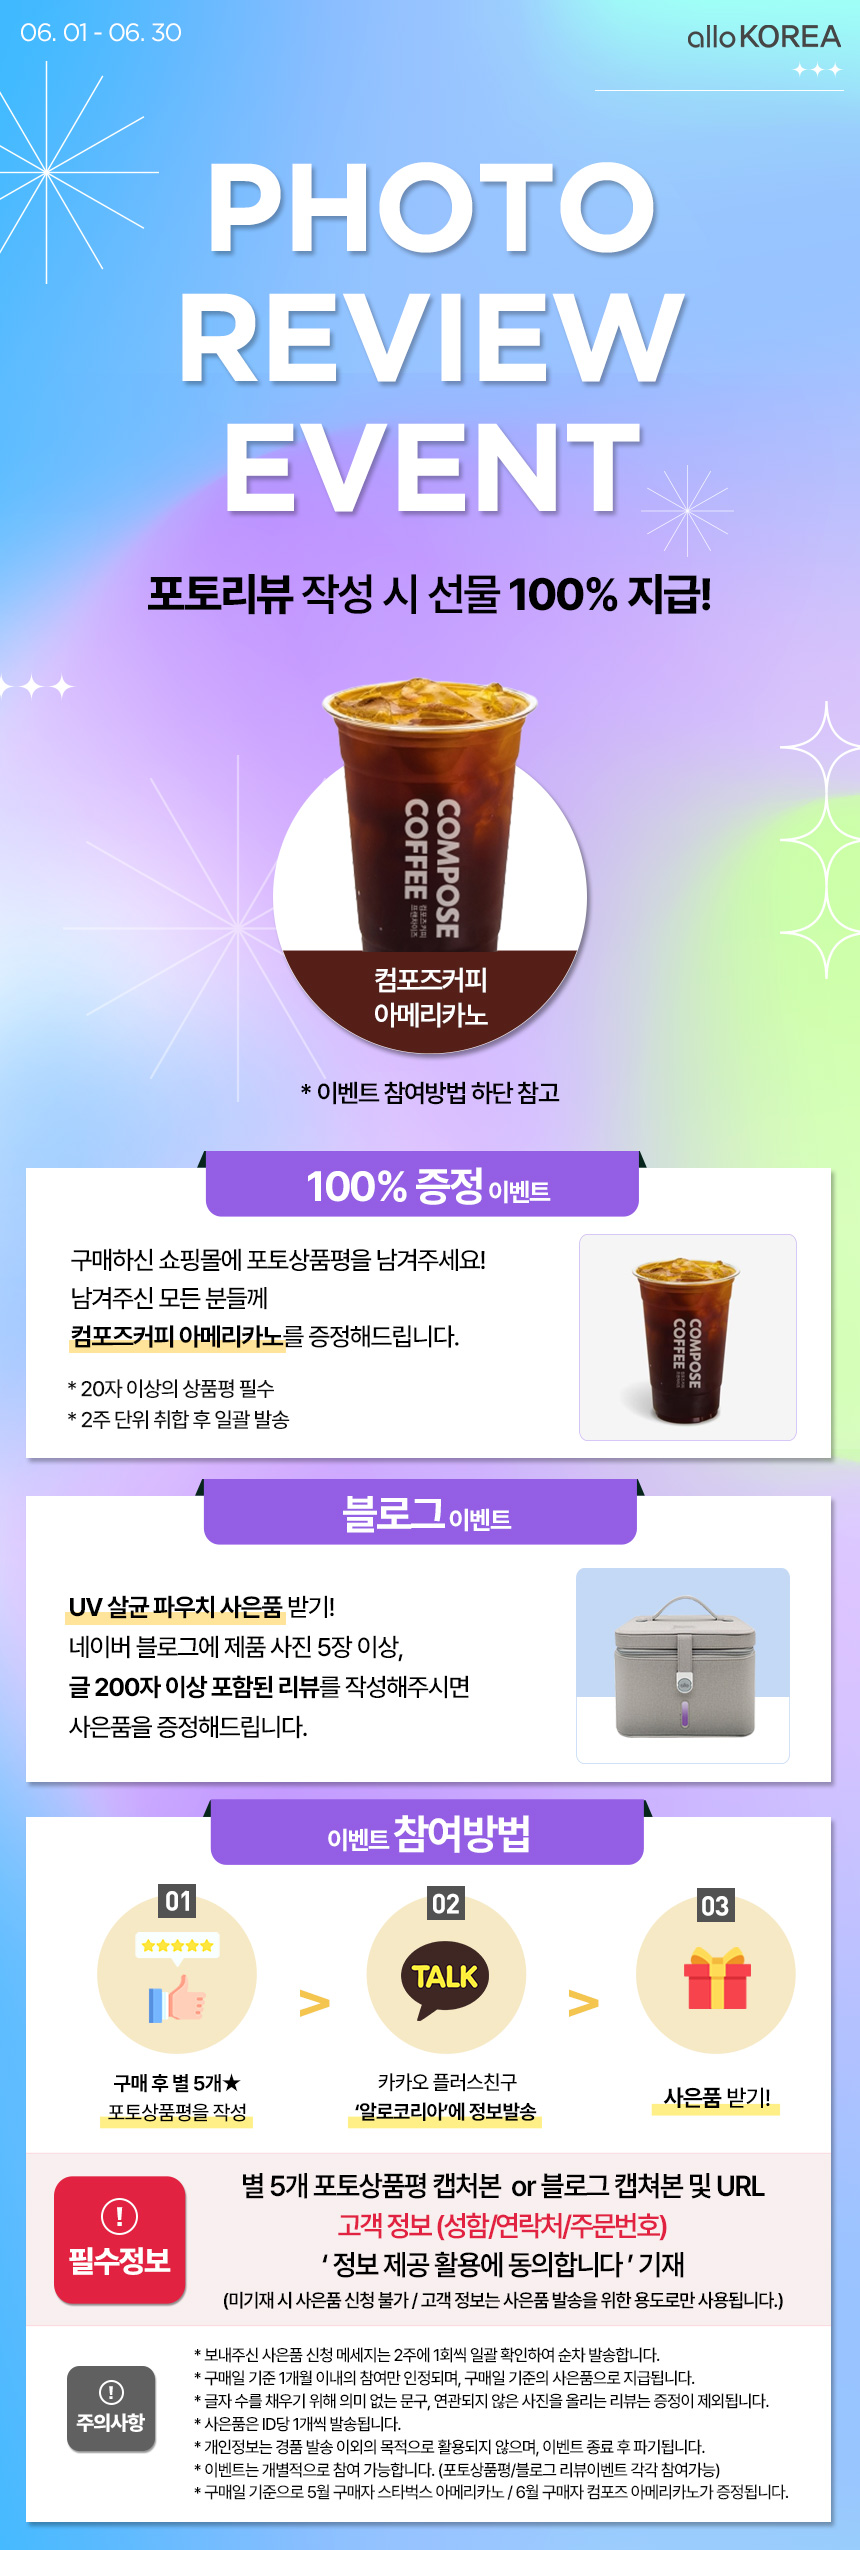 06. 01 - 06. 30
allo KOREA
PHOTO
REVIEW
EVENT
포토리뷰 작성 시 선물 100% 지급!
COMPOSE
COFFEE
컴포즈커피
아메리카노
* 이벤트 참여방법 하단 참고
100% 증정 이벤트
구매하신 쇼핑몰에 포토상품평을 남겨주세요!
남겨주신 모든 분들께
컴포즈커피 아메리카노를 증정해드립니다.
* 20자 이상의 상품평 필수
* 2주 단위 취합 후 일괄 발송
COMPOSE
COFFEE
블로그 이벤트
UV 살균 파우치 사은품 받기!
네이버 블로그에 제품 사진 5장 이상,
글 200자 이상 포함된 리뷰를 작성해주시면
사은품을 증정해드립니다.
이벤트 참여방법
01
02
03
TALK
>
>
구매 후 별 5개★
포토상품평을 작성
카카오 플러스친구
‘알로코리아’에 정보발송
사은품 받기!
필수정보
별 5개 포토상품평 캡처본 or 블로그 캡쳐본 및 URL
고객 정보 (성함/연락처/주문번호)
‘ 정보 제공 활용에 동의합니다 ’ 기재
(미기재 시 사은품 신청 불가 / 고객 정보는 사은품 발송을 위한 용도로만 사용됩니다.)
주의사항
* 보내주신 사은품 신청 메세지는 2주에 1회씩 일괄 확인하여 순차 발송합니다.
* 구매일 기준 1개월 이내의 참여만 인정되며, 구매일 기준의 사은품으로 지급됩니다.
* 글자 수를 채우기 위해 의미 없는 문구, 연관되지 않은 사진을 올리는 리뷰는 증정이 제외됩니다.
* 사은품은 ID당 1개씩 발송됩니다.
* 개인정보는 경품 발송 이외의 목적으로 활용되지 않으며, 이벤트 종료 후 파기됩니다.
* 이벤트는 개별적으로 참여 가능합니다. (포토상품평/블로그 리뷰이벤트 각각 참여가능)
* 구매일 기준으로 5월 구매자 스타벅스 아메리카노 / 6월 구매자 컴포즈 아메리카노가 증정됩니다.